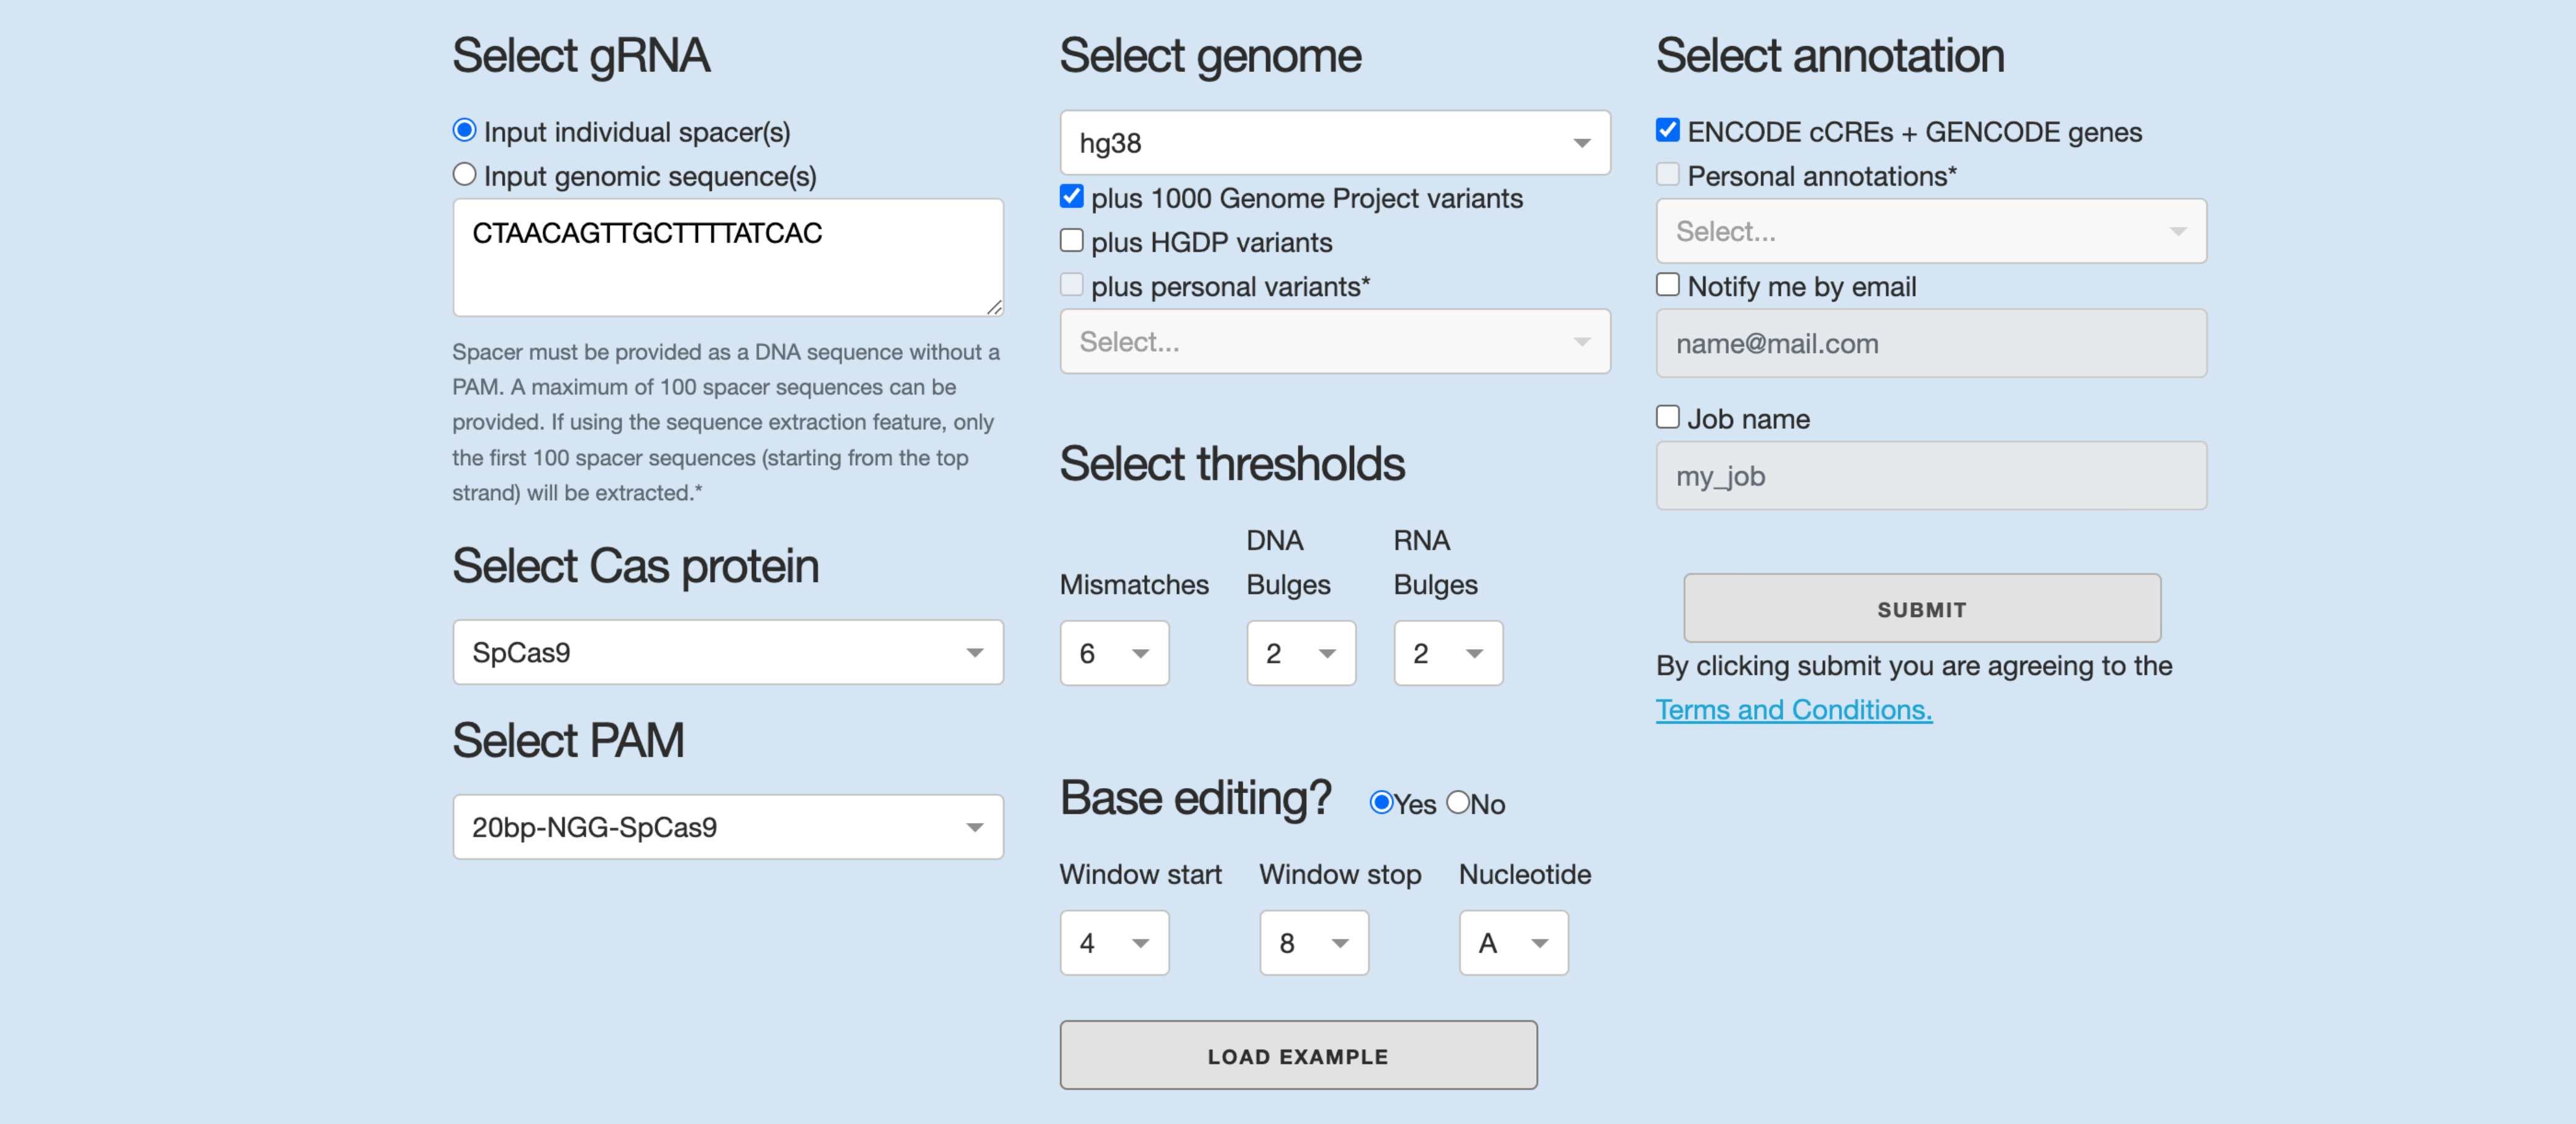 Select gRNA
Input individual spacer(s)
Input genomic sequence(s)
CTAACAGTTGCTTTTATCAC
Spacer must be provided as a DNA sequence without a
PAM. A maximum of 100 spacer sequences can be
provided. If using the sequence extraction feature, only
the first 100 spacer sequences (starting from the top
strand) will be extracted.*
Select Cas protein
SpCas9
Select PAM
20bp-NGG-SpCas9
Select genome
hg38
plus 1000 Genome Project variants
plus HGDP variants
plus personal variants*
Select...
Select thresholds
Mismatches
DNA
Bulges
RNA
Bulges
6
2
2
Base editing? Yes No
Window start Window stop Nucleotide
4 8 A
LOAD EXAMPLE
Select annotation
ENCODE cCREs + GENCODE genes
Personal annotations*
Select...
Notify me by email
name@mail.com
Job name
my_job
SUBMIT
By clicking submit you are agreeing to the
Terms and Conditions.